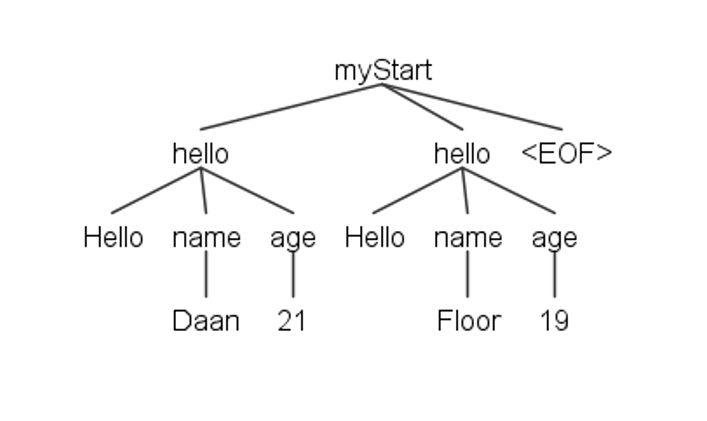 myStart
hello hello <EOF>
Hello name age Hello name age
Daan 21 Floor 19